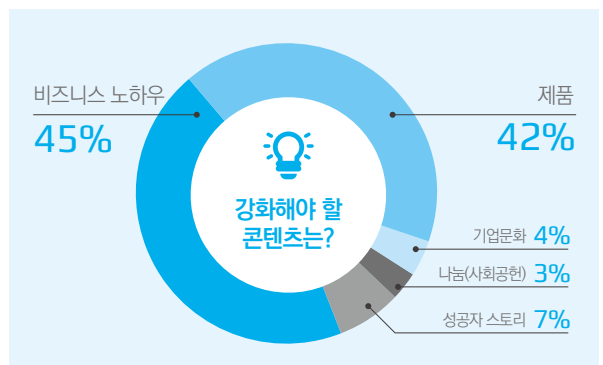 비즈니스 노하우
45%
제품
42%
강화해야 할
콘텐츠는?
기업문화 4%
나눔(사회공헌) 3%
성공자 스토리 7%